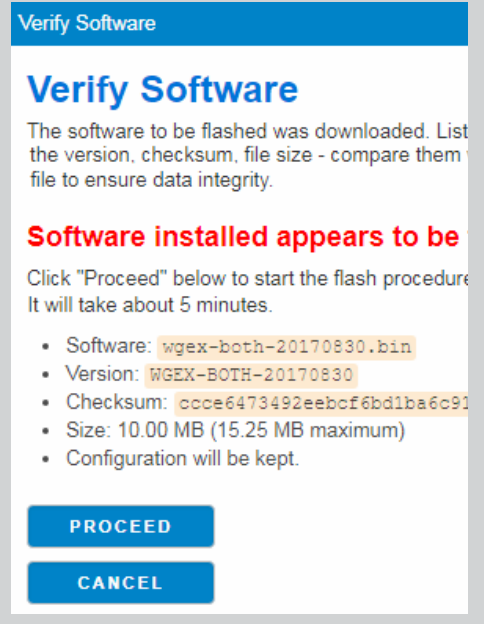 Verify Software
Verify Software
The software to be flashed was downloaded. List
the version, checksum, file size - compare them
file to ensure data integrity.
Software installed appears to be
Click "Proceed" below to start the flash procedure
It will take about 5 minutes.
• Software: wgex-both-20170830.bin
• Version: WGEX-BOTH-20170830
• Checksum: ccce6473492eebcf6bd1ba6c91
• Size: 10.00 MB (15.25 MB maximum)
• Configuration will be kept.
PROCEED
CANCEL